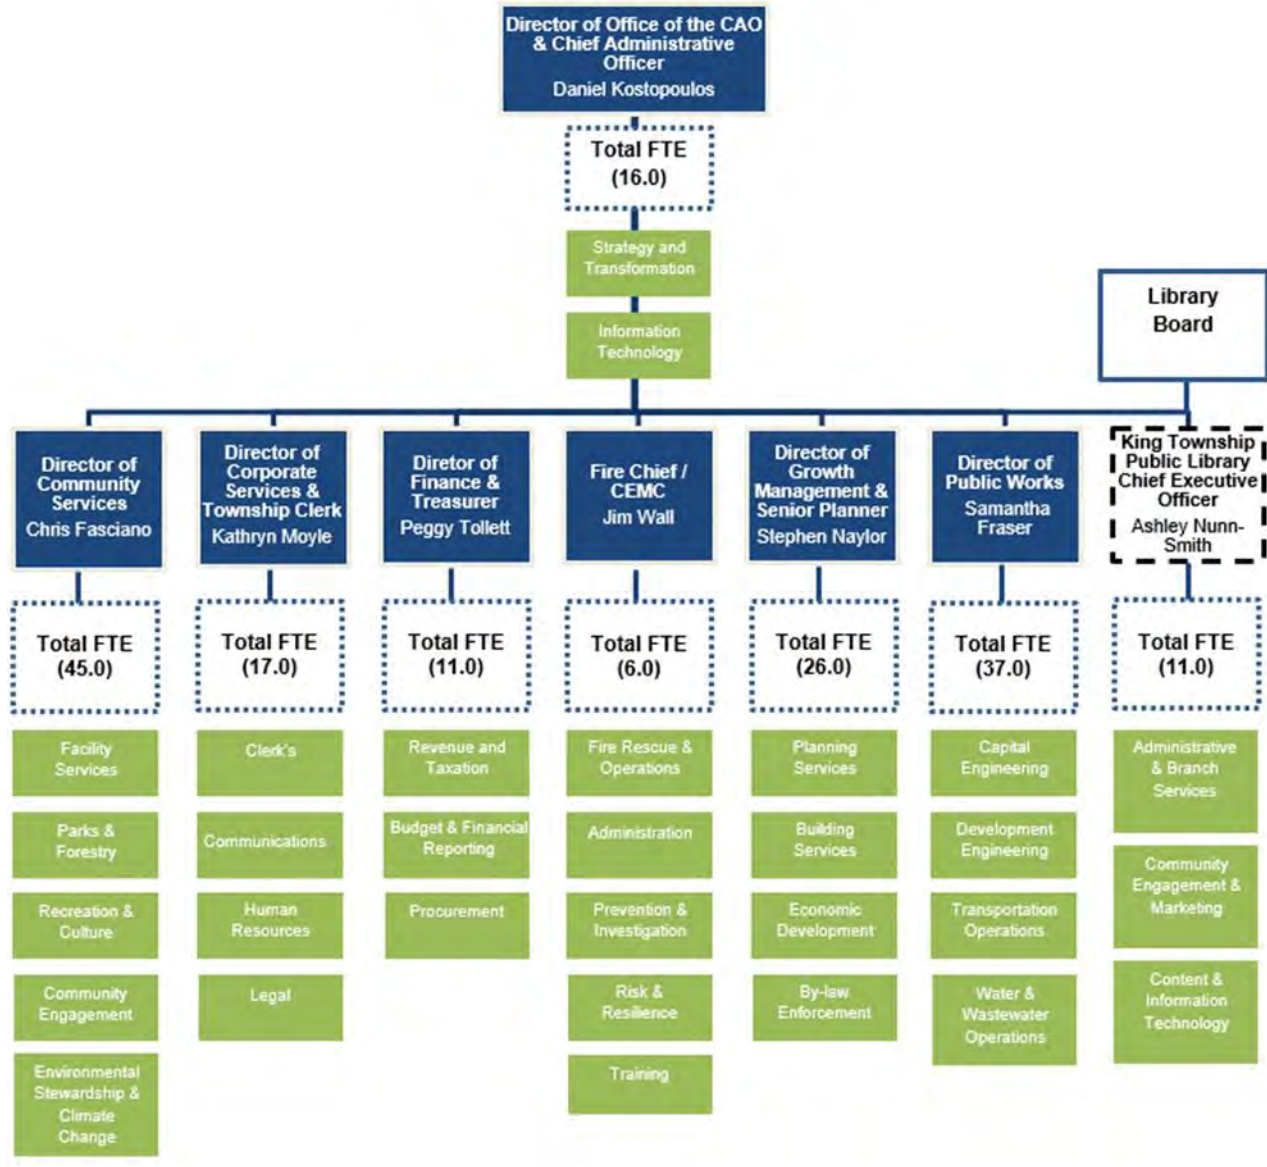 Director of Office of the CAO
& Chief Administrative
Officer
Daniel Kostopoulos
Total FTE
(16.0)
Strategy and
Transformation
Information
Technology
Library
Board
Director of
Community
Services
Chris Fasciano
Director of
Corporate
Services &
Township Clerk
Kathryn Moyle
Diretor of
Finance &
Treasurer
Peggy Tollett
Fire Chief /
CEMC
Jim Wall
Director of
Growth
Management &
Senior Planner
Stephen Naylor
Director of
Public Works
Samantha
Fraser
King Township
Public Library
Chief Executive
Officer
Ashley Nunn-
Smith
Total FTE
(45.0)
Total FTE
(17.0)
Total FTE
(11.0)
Total FTE
(6.0)
Total FTE
(26.0)
Total FTE
(37.0)
Total FTE
(11.0)
Facility
Services
Parks &
Forestry
Recreation &
Culture
Community
Engagement
Environmental
Stewardship &
Climate
Change
Clerk's
Communications
Human
Resources
Legal
Revenue and
Taxation
Budget & Financial
Reporting
Procurement
Fire Rescue &
Operations
Administration
Prevention &
Investigation
Risk &
Resilience
Training
Planning
Services
Building
Services
Economic
Development
By-law
Enforcement
Capital
Engineering
Development
Engineering
Transportation
Operations
Water &
Wastewater
Operations
Administrative
& Branch
Services
Community
Engagement &
Marketing
Content &
Information
Technology